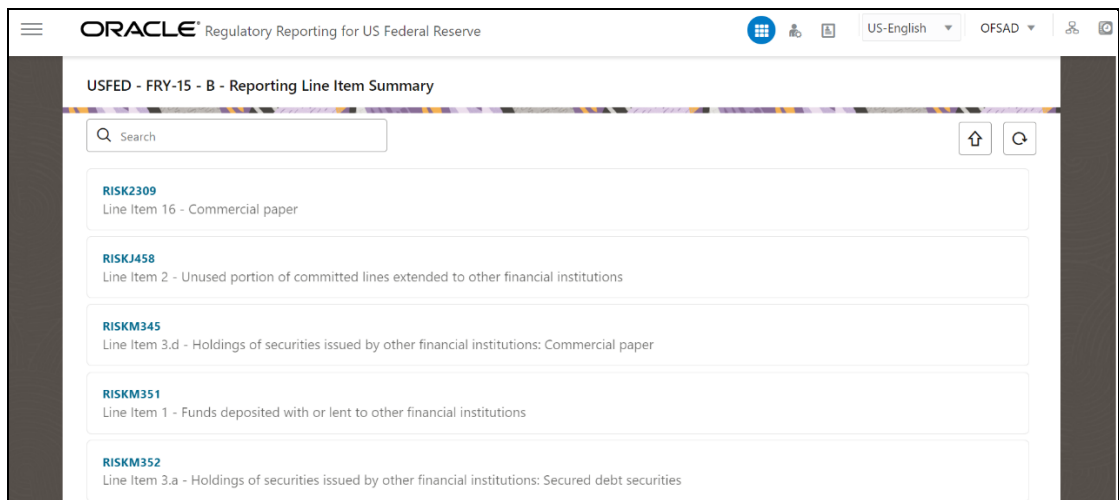 ORACLE® Regulatory Reporting for US Federal Reserve US-English OFSAD
USFED - FRY-15 - B - Reporting Line Item Summary
Search
RISK2309
Line Item 16 - Commercial paper
RISKJ458
Line Item 2 - Unused portion of committed lines extended to other financial institutions
RISKM345
Line Item 3.d - Holdings of securities issued by other financial institutions: Commercial paper
RISKM351
Line Item 1 - Funds deposited with or lent to other financial institutions
RISKM352
Line Item 3.a - Holdings of securities issued by other financial institutions: Secured debt securities